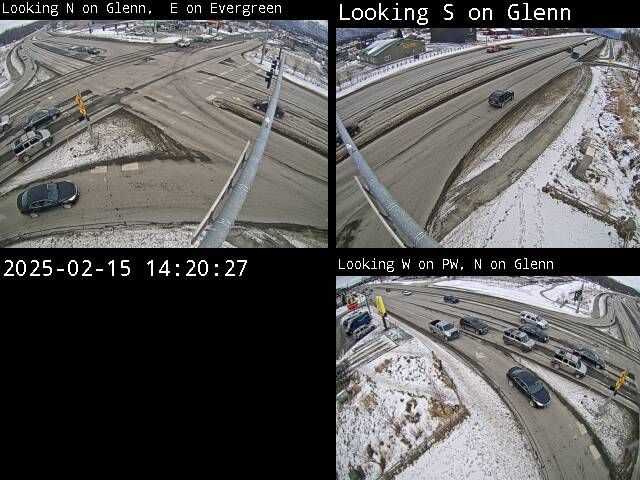 Looking N on Glenn, E on Evergreen
Looking S on Glenn
2025-02-15 14:20:27
Looking W on PW, N on Glenn